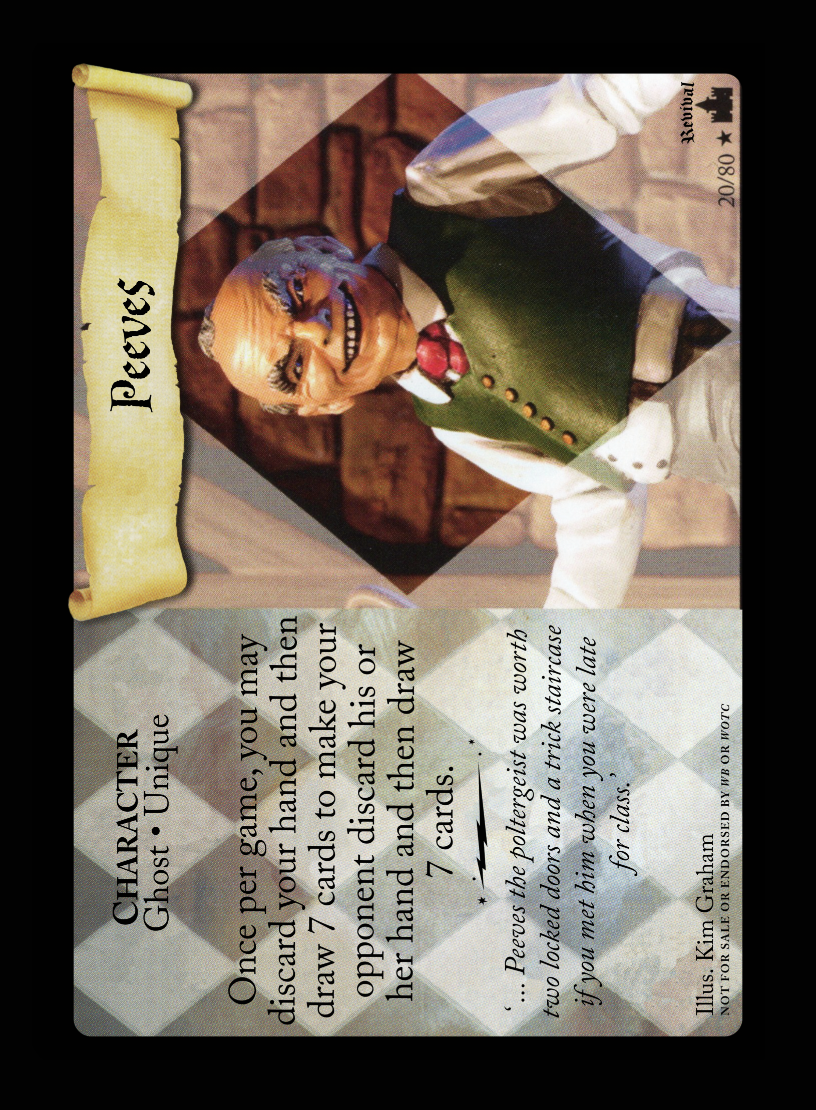 Peeves
CHARACTER
Ghost • Unique
Once per game, you may
discard your hand and then
draw 7 cards to make your
opponent discard his or
her hand and then draw
7 cards.
‘... Peeves the poltergeist was worth
two locked doors and a trick staircase
if you met him when you were late
for class.’
Illus. Kim Graham
NOT FOR SALE OR ENDORSED BY WB OR WOTC
Revival
20/80 ★